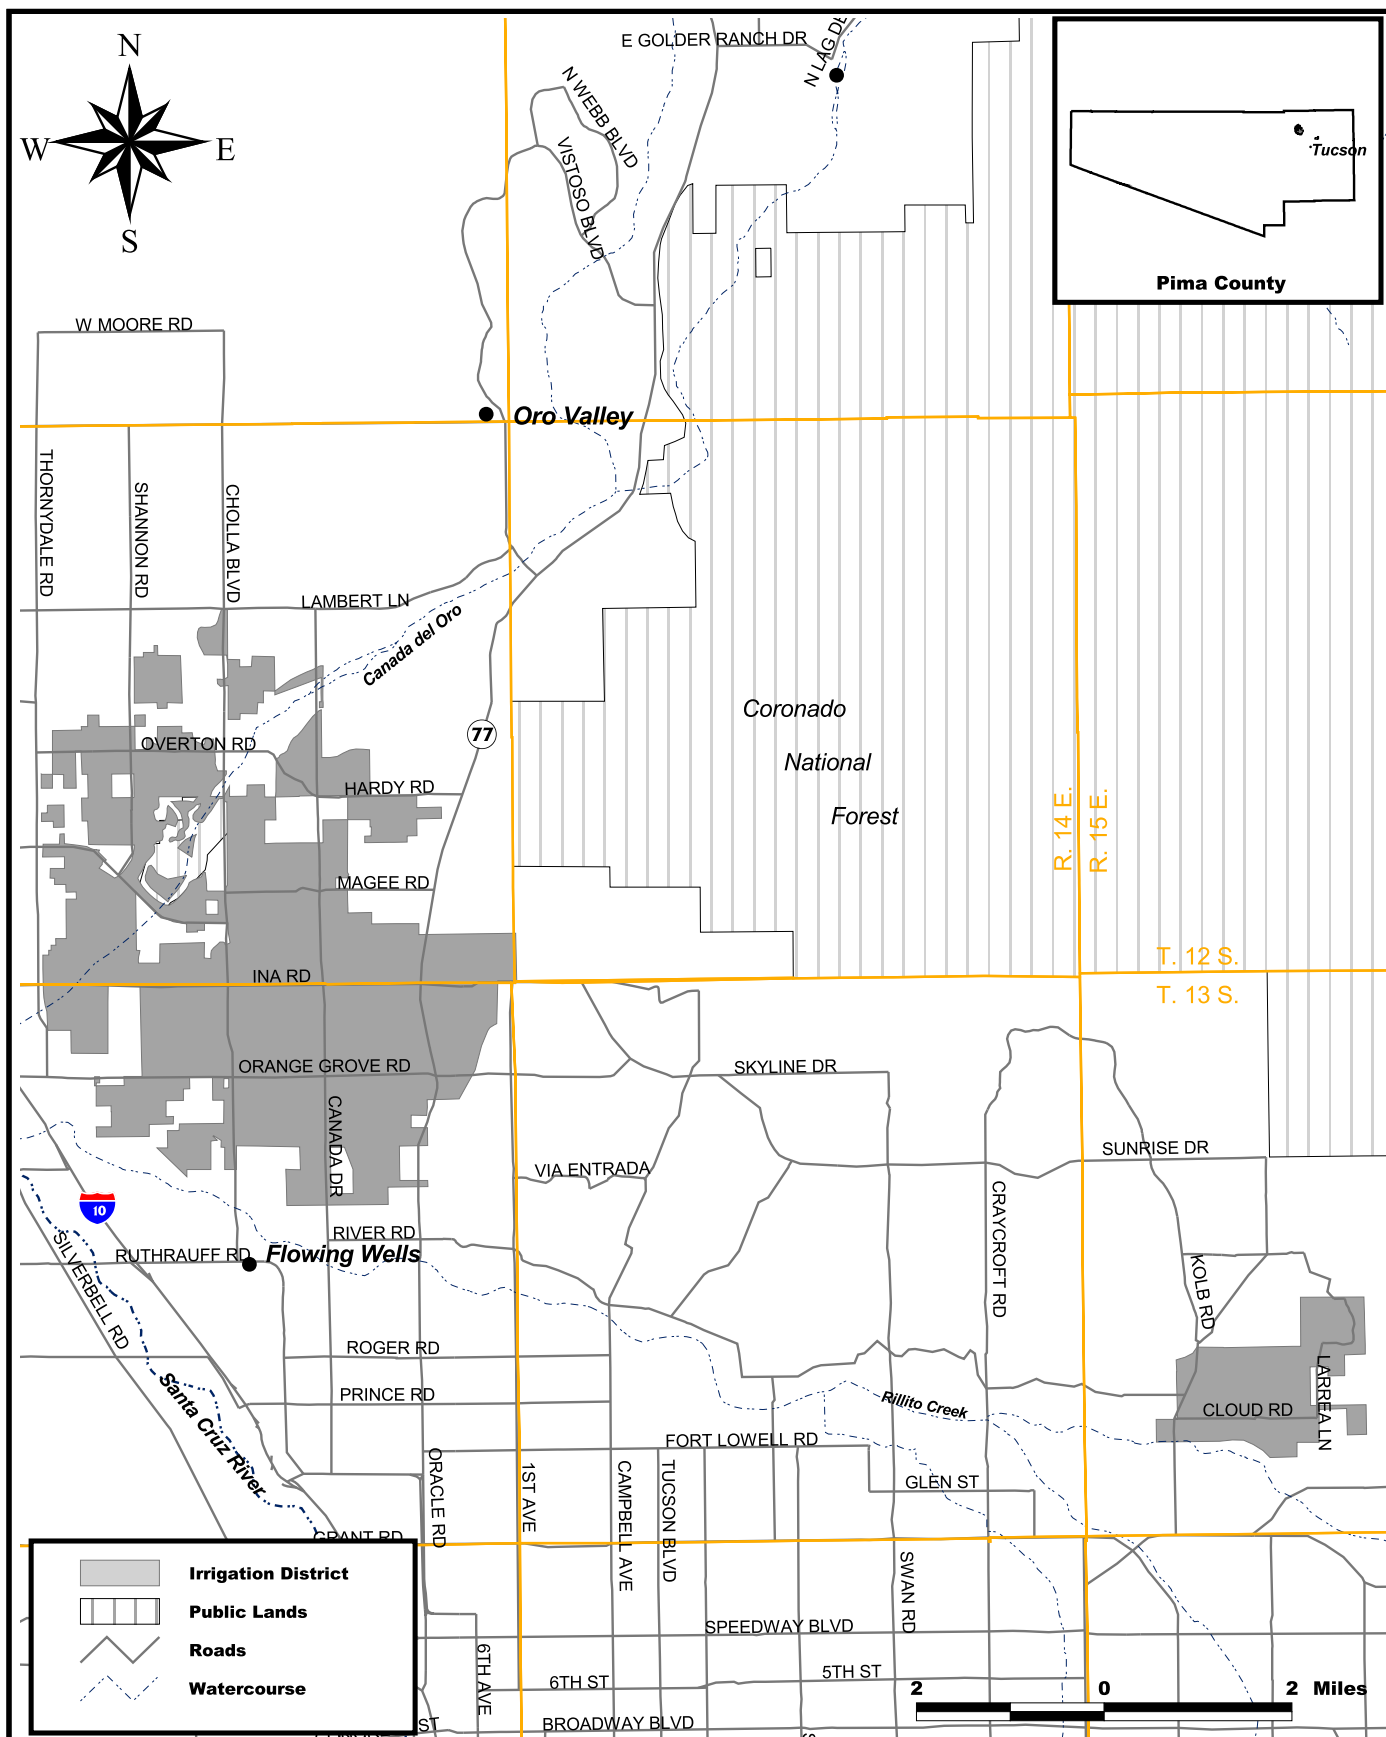 N
E GOLDER RANCH DR
N LAG DE
N WEBB BLVD
W
E
VISTOSO BLVD
Tucson
S
Pima County
W MOORE RD
Oro Valley
THORNYDALE RD
SHANNON RD
CHOLLA BLVD
LAMBERT LN
Canada del Oro
Coronado
77
OVERTON RD
National
HARDY RD
Forest
R. 14 E.
R. 15 E.
MAGEE RD
T. 12 S.
INA RD
T. 13 S.
ORANGE GROVE RD
SKYLINE DR
CANADA DR
SUNRISE DR
VIA ENTRADA
CRAYCROFT RD
10
RIVER RD
RUTHRAUFF RD
Flowing Wells
SILVERBELL RD
KOLB RD
ROGER RD
LARREA LN
Santa Cruz River
PRINCE RD
Rillito Creek
CLOUD RD
FORT LOWELL RD
ORACLE RD
1ST AVE
CAMPBELL AVE
TUCSON BLVD
GLEN ST
GRANT RD
SWAN RD
Irrigation District
Public Lands
SPEEDWAY BLVD
Roads
6TH AVE
6TH ST
5TH ST
Watercourse
2 0 2 Miles
ST
BROADWAY BLVD